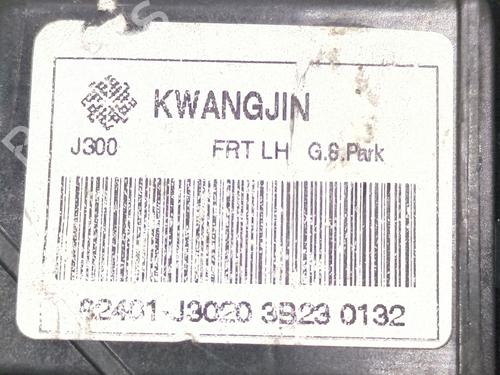 KWANGJIN
J300 FRT LH G.S.Park
82401-J3020 3B23 0132